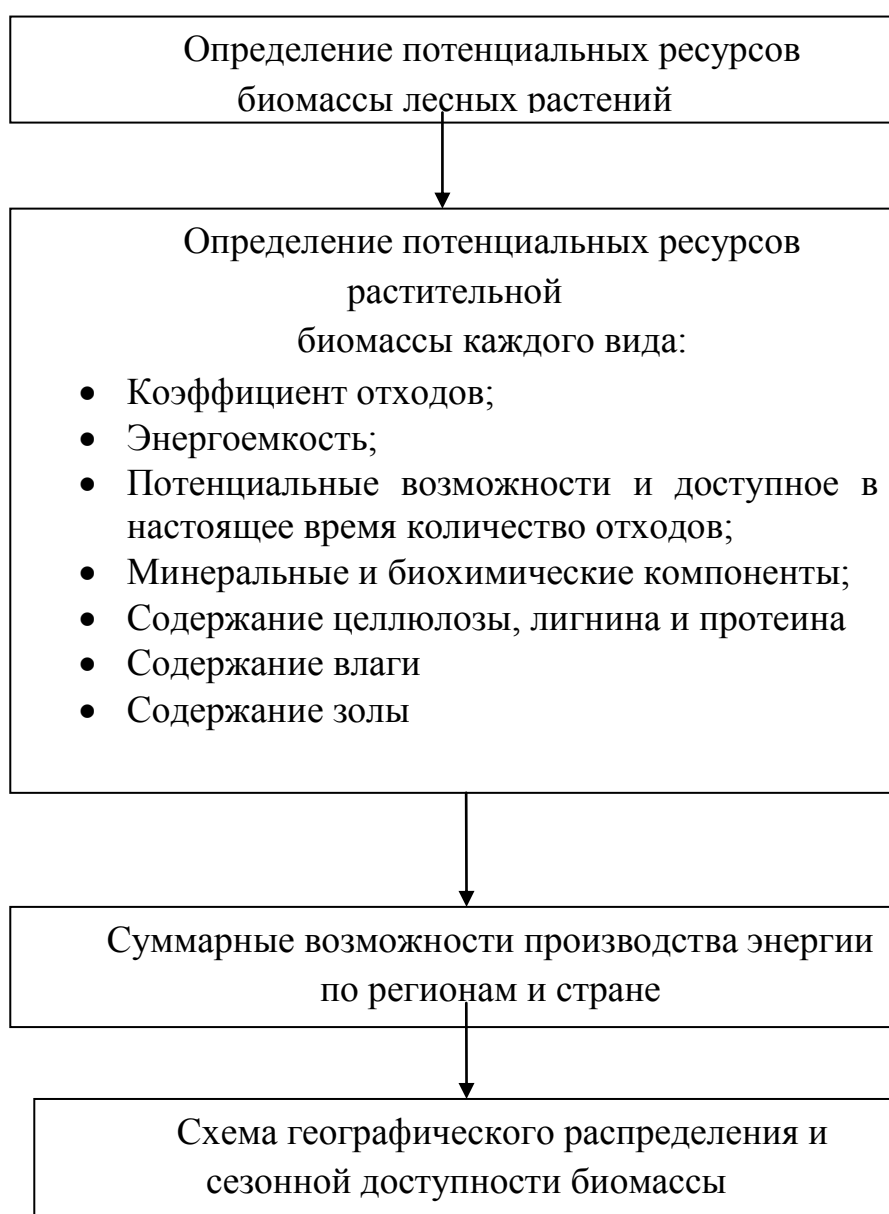 Определение потенциальных ресурсов
биомассы лесных растений
Определение потенциальных ресурсов
растительной
биомассы каждого вида:
• Коэффициент отходов;
• Энергоемкость;
• Потенциальные возможности и доступное в
настоящее время количество отходов;
• Минеральные и биохимические компоненты;
• Содержание целлюлозы, лигнина и протеина
• Содержание влаги
• Содержание золы
Суммарные возможности производства энергии
по регионам и стране
Схема географического распределения и
сезонной доступности биомассы